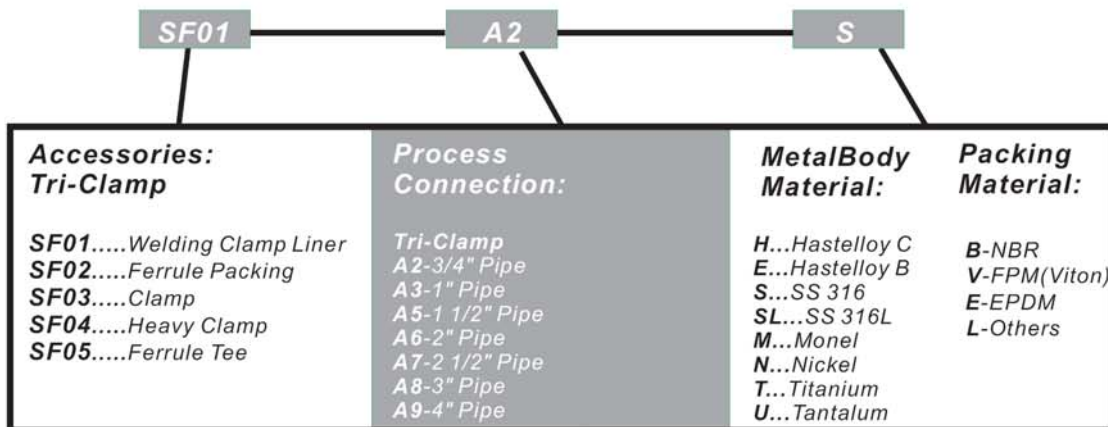 SF01
A2
S
Accessories:
Tri-Clamp
SF01.....Welding Clamp Liner
SF02.....Ferrule Packing
SF03.....Clamp
SF04.....Heavy Clamp
SF05.....Ferrule Tee
Process
Connection:
Tri-Clamp
A2-3/4" Pipe
A3-1" Pipe
A5-1 1/2" Pipe
A6-2" Pipe
A7-2 1/2" Pipe
A8-3" Pipe
A9-4" Pipe
MetalBody
Material:
H...Hastelloy C
E...Hastelloy B
S...SS 316
SL...SS 316L
M...Monel
N...Nickel
T...Titanium
U...Tantalum
Packing
Material:
B-NBR
V-FPM(Viton)
E-EPDM
L-Others